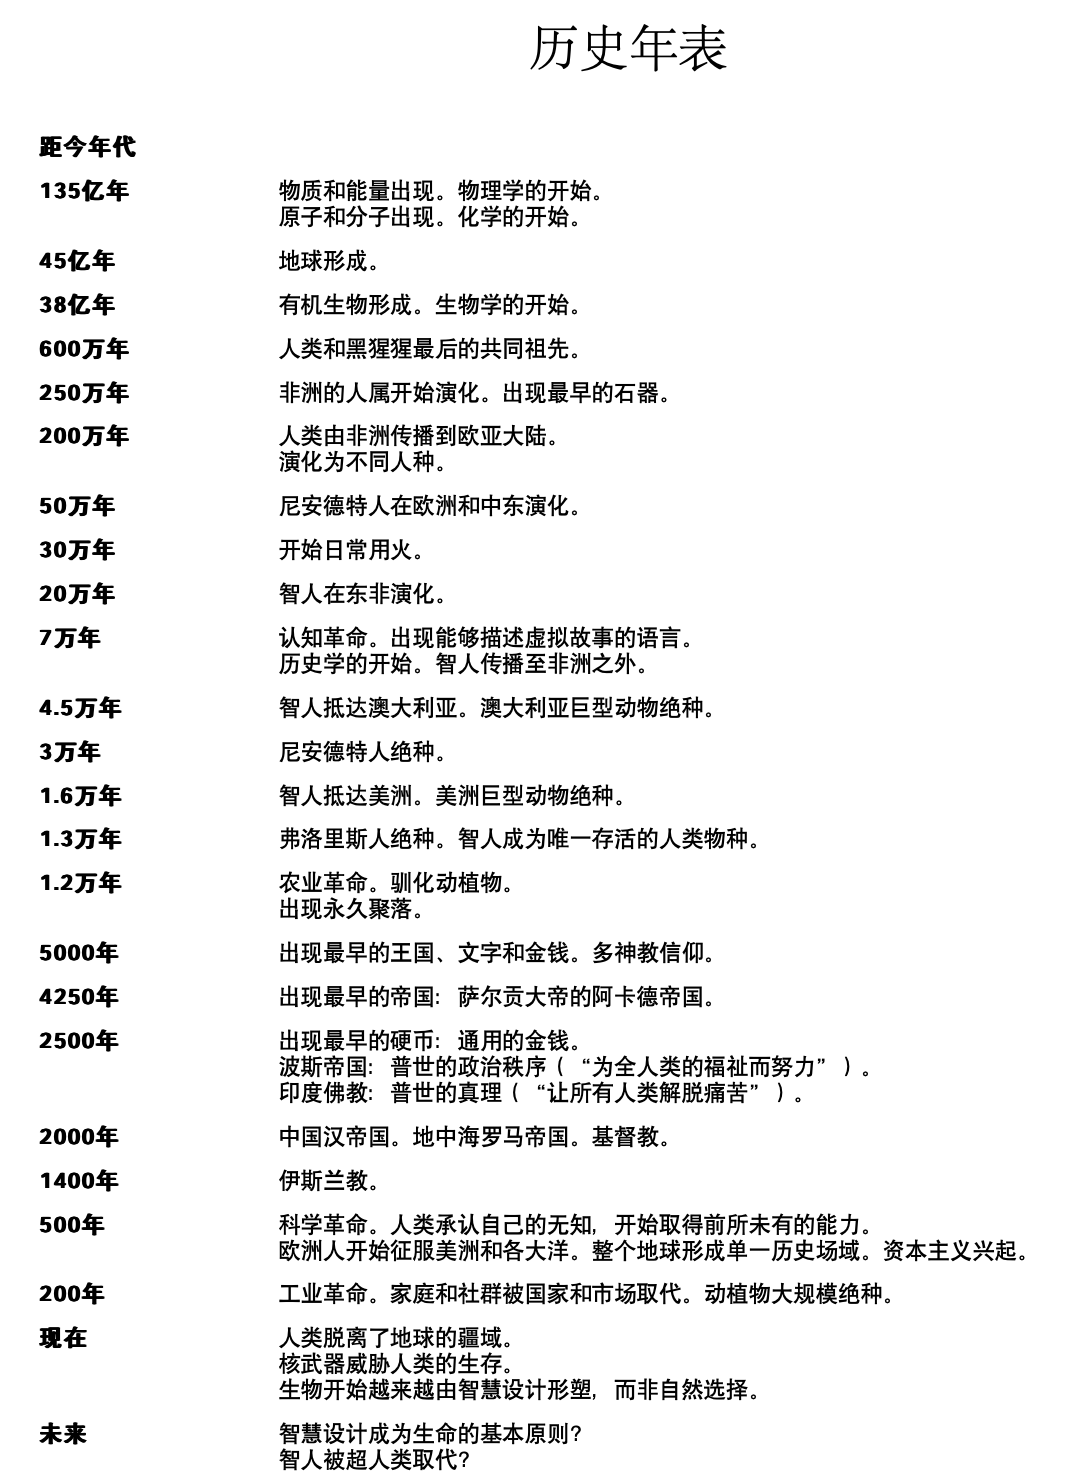 历史年表
距今年代
135亿年 物质和能量出现。物理学的开始。
原子和分子出现。化学的开始。
45亿年 地球形成。
38亿年 有机生物形成。生物学的开始。
600万年 人类和黑猩猩最后的共同祖先。
250万年 非洲的人属开始演化。出现最早的石器。
200万年 人类由非洲传播到欧亚大陆。
演化为不同人种。
50万年 尼安德特人在欧洲和中东演化。
30万年 开始日常用火。
20万年 智人在东非演化。
7万年 认知革命。出现能够描述虚拟故事的语言。
历史学的开始。智人传播至非洲之外。
4.5万年 智人抵达澳大利亚。澳大利亚巨型动物绝种。
3万年 尼安德特人绝种。
1.6万年 智人抵达美洲。美洲巨型动物绝种。
1.3万年 弗洛里斯人绝种。智人成为唯一存活的人类物种。
1.2万年 农业革命。驯化动植物。
出现永久聚落。
5000年 出现最早的王国、文字和金钱。多神教信仰。
4250年 出现最早的帝国：萨尔贡大帝的阿卡德帝国。
2500年 出现最早的硬币：通用的金钱。
波斯帝国：普世的政治秩序（“为全人类的福祉而努力”）。
印度佛教：普世的真理（“让所有人类解脱痛苦”）。
2000年 中国汉帝国。地中海罗马帝国。基督教。
1400年 伊斯兰教。
500年 科学革命。人类承认自己的无知，开始取得前所未有的能力。
欧洲人开始征服美洲和各大洋。整个地球形成单一历史场域。资本主义兴起。
200年 工业革命。家庭和社群被国家和市场取代。动植物大规模绝种。
现在 人类脱离了地球的疆域。
核武器威胁人类的生存。
生物开始越来越由智慧设计形塑，而非自然选择。
未来 智慧设计成为生命的基本原则？
智人被超人类取代？